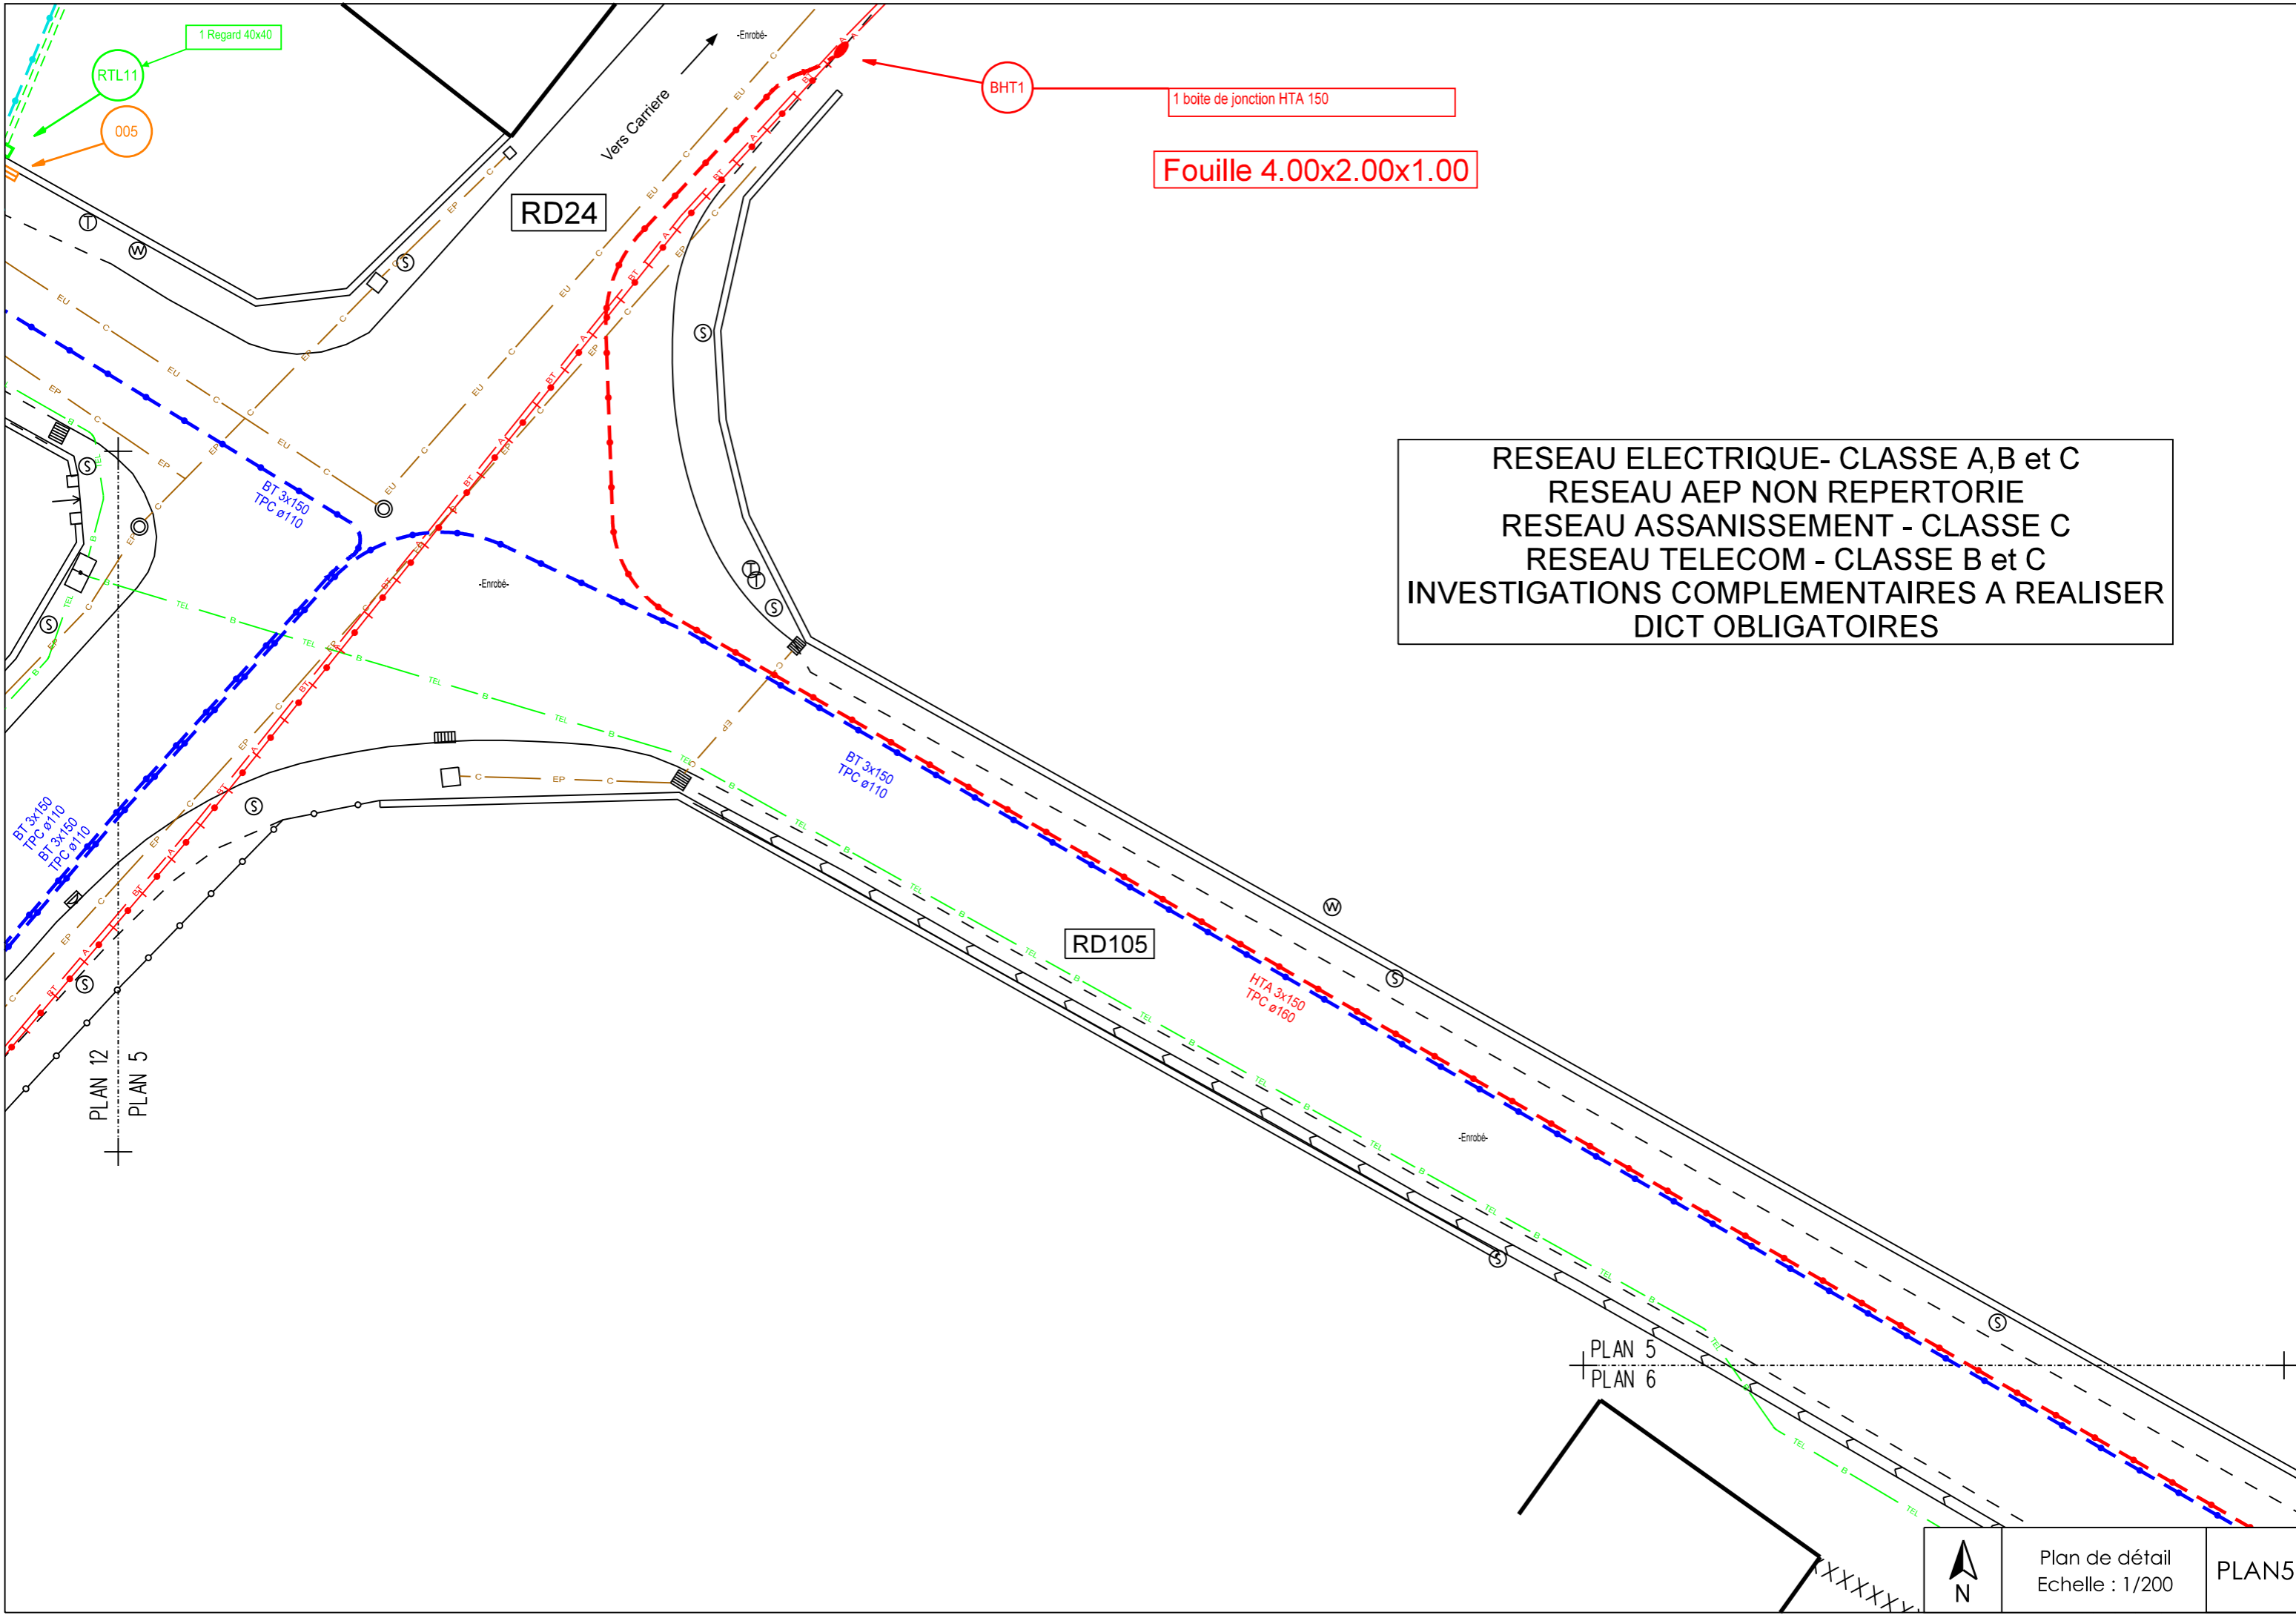 1 Regard 40x40
RTL11
005
-Enrobé-
Vers Carriere
BHT1
1 boite de jonction HTA 150
Fouille 4.00x2.00x1.00
RD24
RESEAU ELECTRIQUE- CLASSE A,B et C
RESEAU AEP NON REPERTORIE
RESEAU ASSANISSEMENT - CLASSE C
RESEAU TELECOM - CLASSE B et C
INVESTIGATIONS COMPLEMENTAIRES A REALISER
DICT OBLIGATOIRES
BT 3x150
TPC ø110
-Enrobé-
BT 3x150
TPC ø110
BT 3x150
TPC ø110
BT 3x150
TPC ø110
RD105
HTA 3x150
TPC ø160
PLAN 12
PLAN 5
-Enrobé-
PLAN 5
PLAN 6
N
Plan de détail
Echelle : 1/200
PLAN5